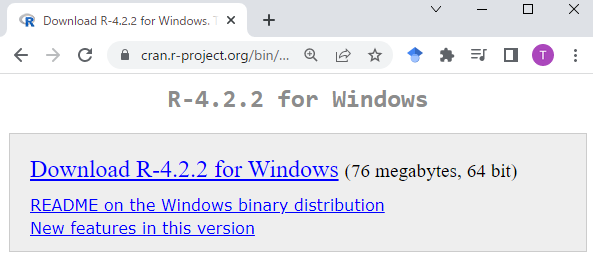 Download R-4.2.2 for Windows.
cran.r-project.org/bin/...
T
R-4.2.2 for Windows
Download R-4.2.2 for Windows (76 megabytes, 64 bit)
README on the Windows binary distribution
New features in this version